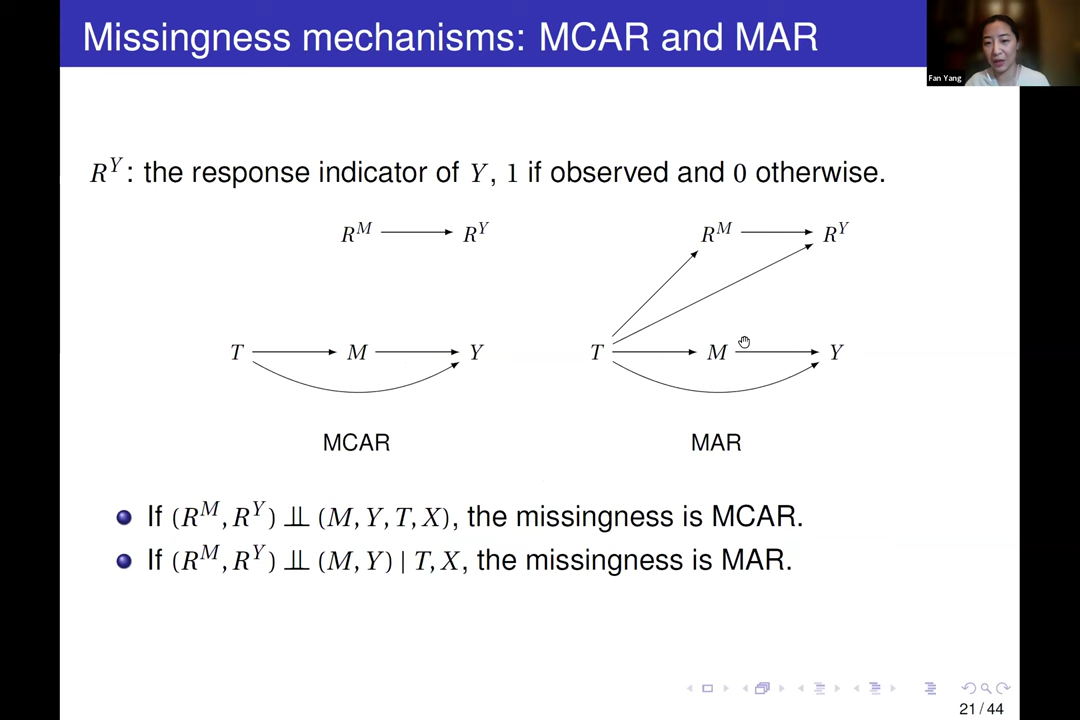 Missingness mechanisms: MCAR and MAR
Fan Yang
R^Y: the response indicator of Y, 1 if observed and 0 otherwise.
R^M R^Y R^M R^Y
T M Y T M Y
MCAR MAR
If (R^M, R^Y) ⫫ (M, Y, T, X), the missingness is MCAR.
If (R^M, R^Y) ⫫ (M, Y) | T, X, the missingness is MAR.
21 / 44